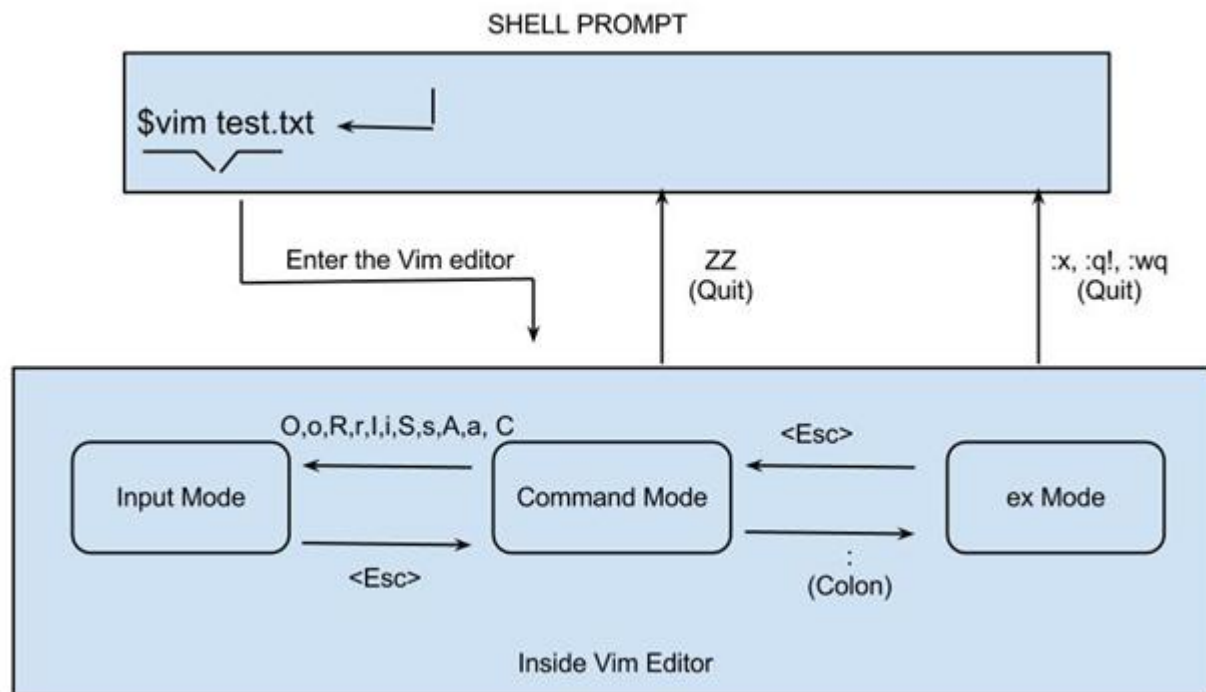 SHELL PROMPT
$vim test.txt
Enter the Vim editor
ZZ
(Quit)
:x, :q!, :wq
(Quit)
O,o,R,r,I,i,S,s,A,a, C
<Esc>
Input Mode
Command Mode
ex Mode
<Esc>
:
(Colon)
Inside Vim Editor